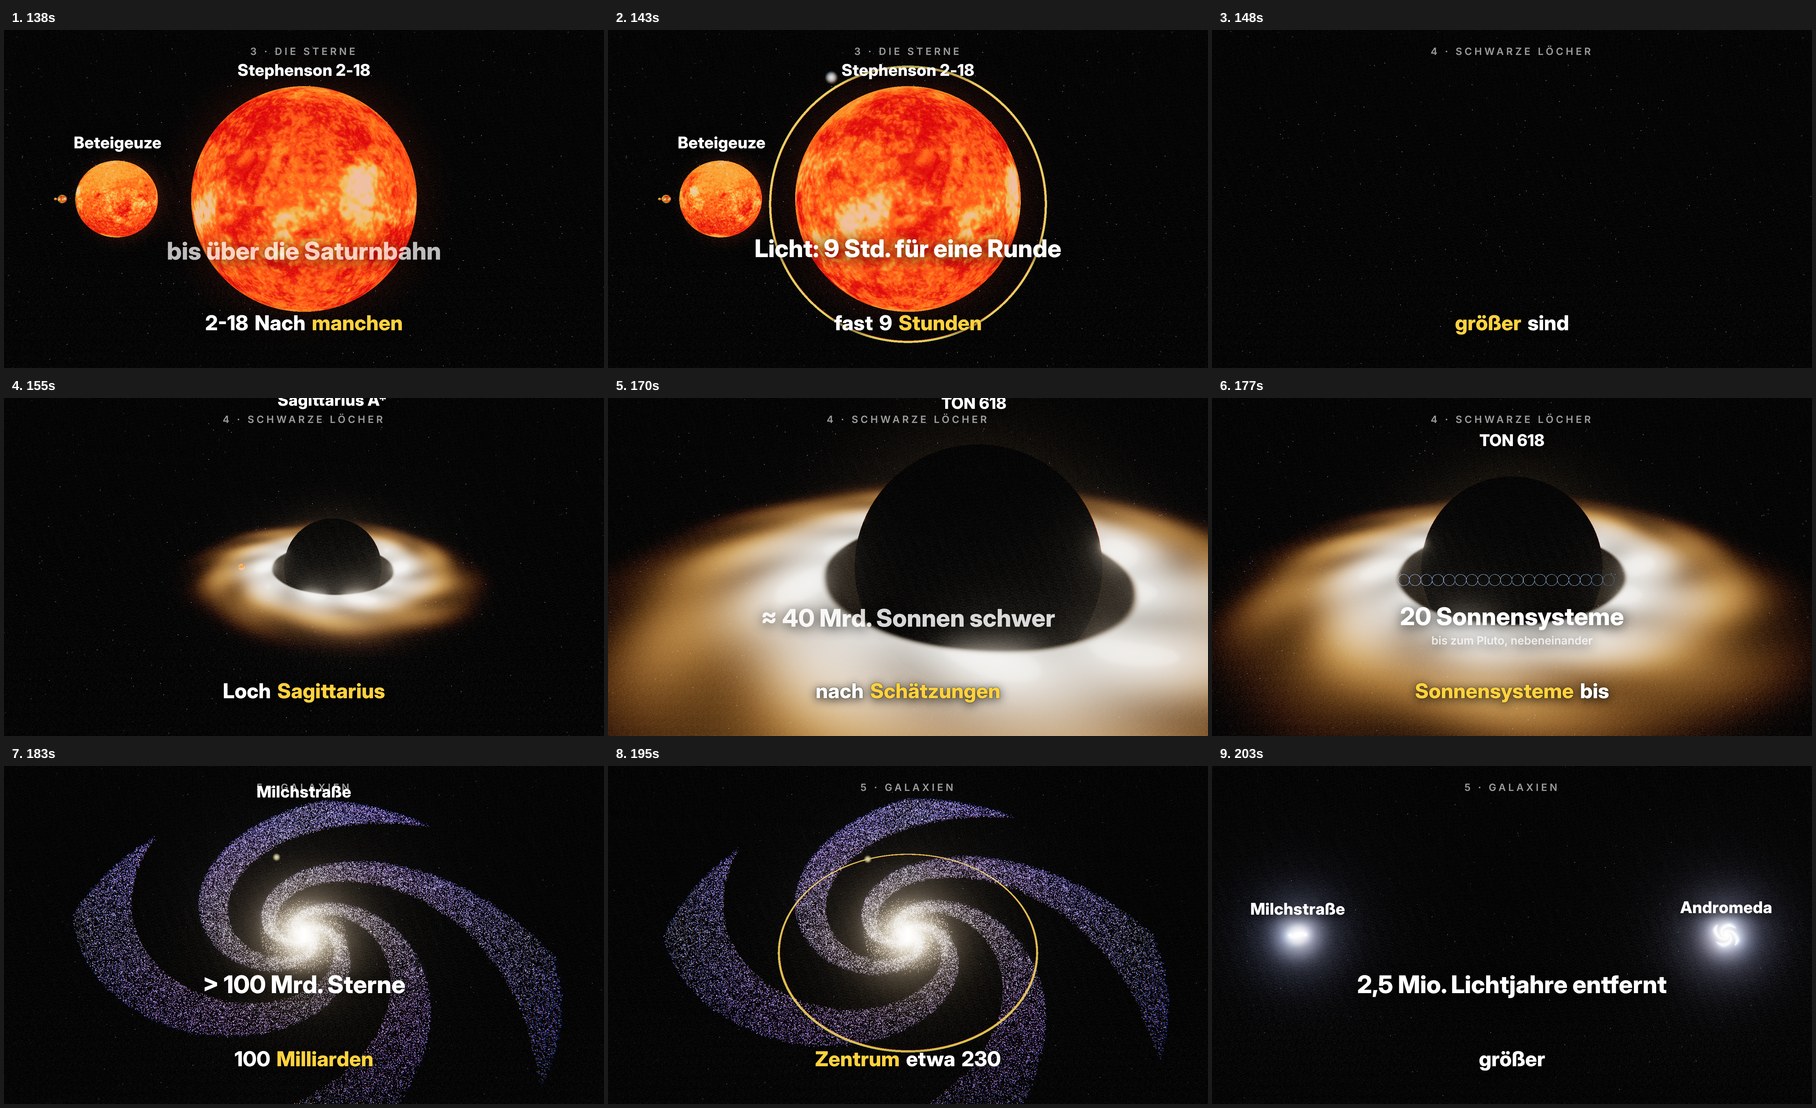 1. 138s
3 · DIE STERNE
Stephenson 2-18
Beteigeuze
bis über die Saturnbahn
2-18 Nach manchen
2. 143s
3 · DIE STERNE
Stephenson 2-18
Beteigeuze
Licht: 9 Std. für eine Runde
fast 9 Stunden
3. 148s
4 · SCHWARZE LÖCHER
größer sind
4. 155s
Sagittarius A*
4 · SCHWARZE LÖCHER
Loch Sagittarius
5. 170s
TON 618
4 · SCHWARZE LÖCHER
≈ 40 Mrd. Sonnen schwer
nach Schätzungen
6. 177s
4 · SCHWARZE LÖCHER
TON 618
20 Sonnensysteme
bis zum Pluto, nebeneinander
Sonnensysteme bis
7. 183s
5 · GALAXIEN
Milchstraße
> 100 Mrd. Sterne
100 Milliarden
8. 195s
5 · GALAXIEN
Zentrum etwa 230
9. 203s
5 · GALAXIEN
Milchstraße
Andromeda
2,5 Mio. Lichtjahre entfernt
größer